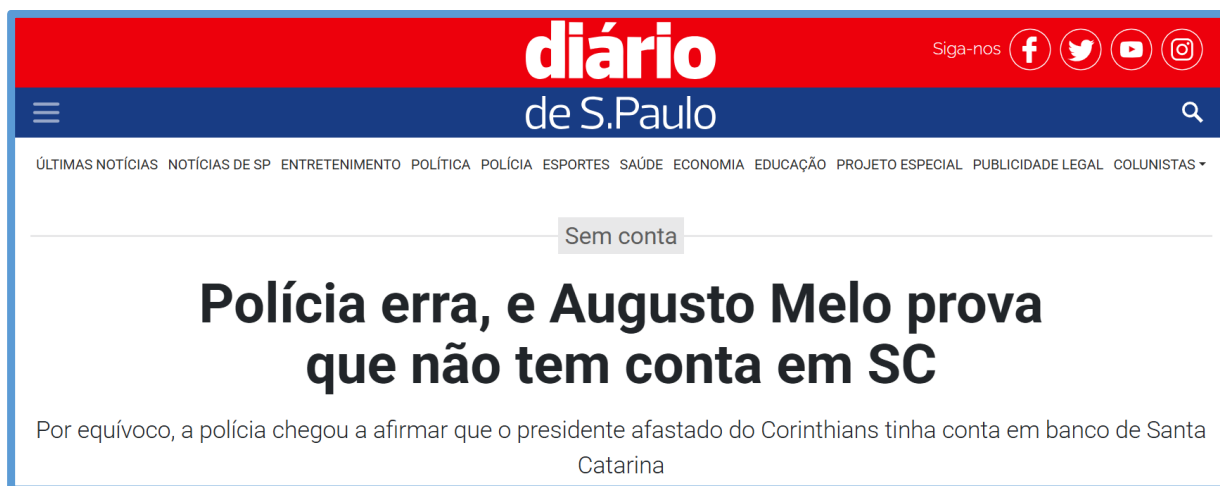 diário
Siga-nos
de S.Paulo
ÚLTIMAS NOTÍCIAS NOTÍCIAS DE SP ENTRETENIMENTO POLÍTICA POLÍCIA ESPORTES SAÚDE ECONOMIA EDUCAÇÃO PROJETO ESPECIAL PUBLICIDADE LEGAL COLUNISTAS
Sem conta
Polícia erra, e Augusto Melo prova
que não tem conta em SC
Por equívoco, a polícia chegou a afirmar que o presidente afastado do Corinthians tinha conta em banco de Santa
Catarina